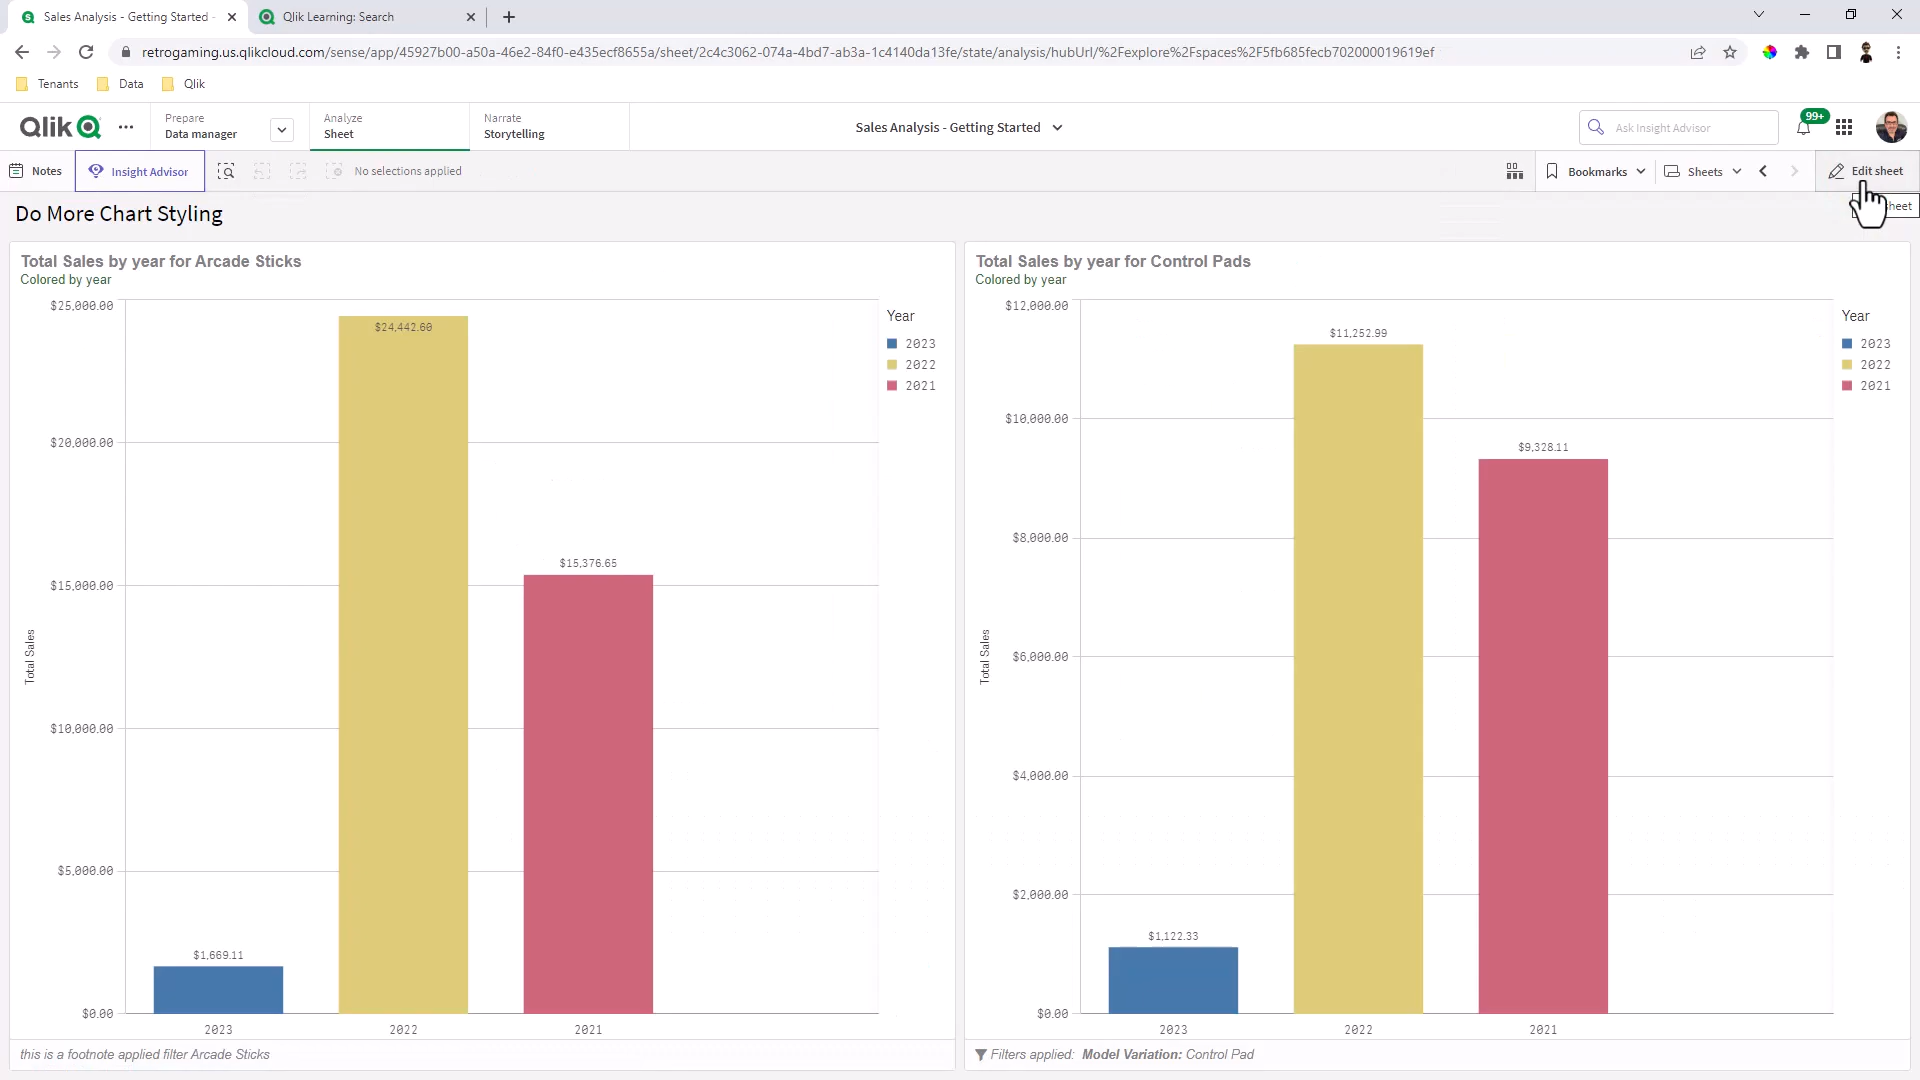 Sales Analysis - Getting Started -
Qlik Learning: Search
retrogaming.us.qlikcloud.com/sense/app/45927b00-a50a-46e2-84f0-e435ecf8655a/sheet/2c4c3062-074a-4bd7-ab3a-1c4140da13fe/state/analysis/hubUrl/%2Fexplore%2Fspaces%2F5fb685fecb702000019619ef
Tenants Data Qlik
Qlik
Prepare
Data manager
Analyze
Sheet
Narrate
Storytelling
Sales Analysis - Getting Started
Ask Insight Advisor
99+
Notes
Insight Advisor
No selections applied
Bookmarks
Sheets
Edit sheet
heet
Do More Chart Styling
Total Sales by year for Arcade Sticks
Colored by year
$25,000.00
$20,000.00
$15,000.00
$10,000.00
$5,000.00
$0.00
Total Sales
$1,669.11
$24,442.60
$15,376.65
2023
2022
2021
Year
2023
2022
2021
this is a footnote applied filter Arcade Sticks
Total Sales by year for Control Pads
Colored by year
$12,000.00
$10,000.00
$8,000.00
$6,000.00
$4,000.00
$2,000.00
$0.00
Total Sales
$1,122.33
$11,252.99
$9,328.11
2023
2022
2021
Year
2023
2022
2021
Filters applied: Model Variation: Control Pad